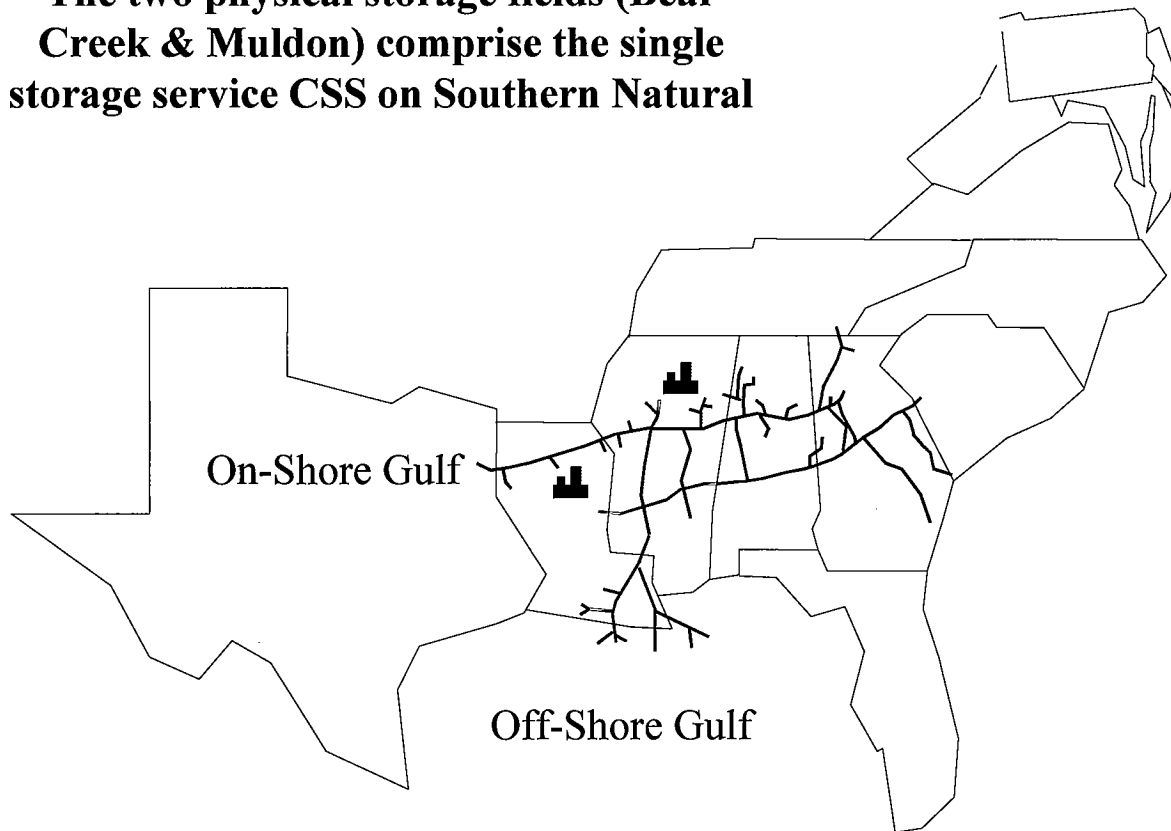 The two physical storage fields (Bear
Creek & Muldon) comprise the single
storage service CSS on Southern Natural
On-Shore Gulf
Off-Shore Gulf